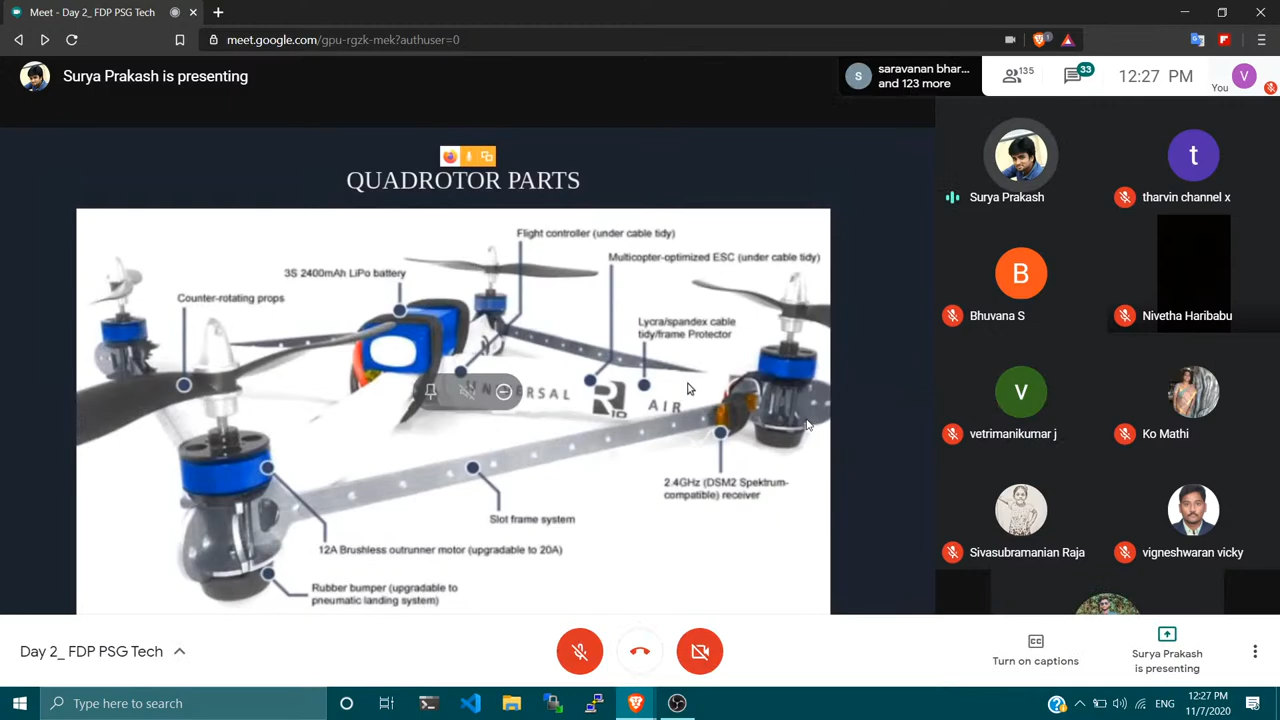 Meet - Day 2_ FDP PSG Tech
meet.google.com/gpu-rgzk-mek?authuser=0
Surya Prakash is presenting
saravanan bhar...
and 123 more
135
33
12:27 PM
You
V
S
QUADROTOR PARTS
Flight controller (under cable tidy)
Multicopter-optimized ESC (under cable tidy)
3S 2400mAh LiPo battery
Counter-rotating props
Lycra/spandex cable
tidy/frame Protector
UNIVERSAL
R10
AIR
2.4GHz (DSM2 Spektrum-
compatible) receiver
Slot frame system
12A Brushless outrunner motor (upgradable to 20A)
Rubber bumper (upgradable to
pneumatic landing system)
Surya Prakash
t
tharvin channel x
B
Bhuvana S
Nivetha Haribabu
V
vetrimanikumar j
Ko Mathi
Sivasubramanian Raja
vigneshwaran vicky
Day 2_ FDP PSG Tech
Turn on captions
Surya Prakash
is presenting
Type here to search
ENG
12:27 PM
11/7/2020